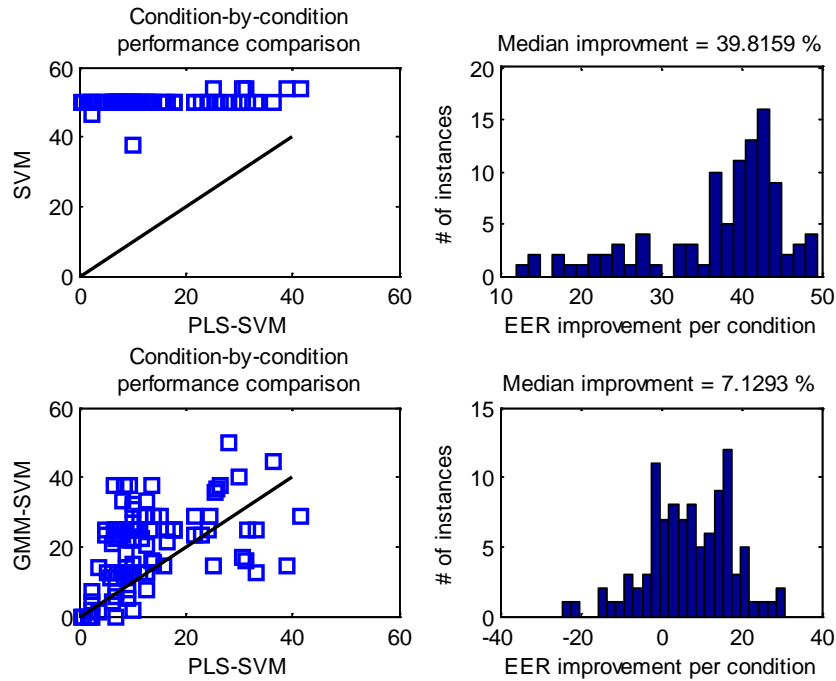 Condition-by-condition
performance comparison
60
40
20
0
SVM
0 20 40 60
PLS-SVM
Median improvment = 39.8159 %
20
15
10
5
0
# of instances
10 20 30 40 50
EER improvement per condition
Condition-by-condition
performance comparison
60
40
20
0
GMM-SVM
0 20 40 60
PLS-SVM
Median improvment = 7.1293 %
15
10
5
0
# of instances
-40 -20 0 20 40
EER improvement per condition